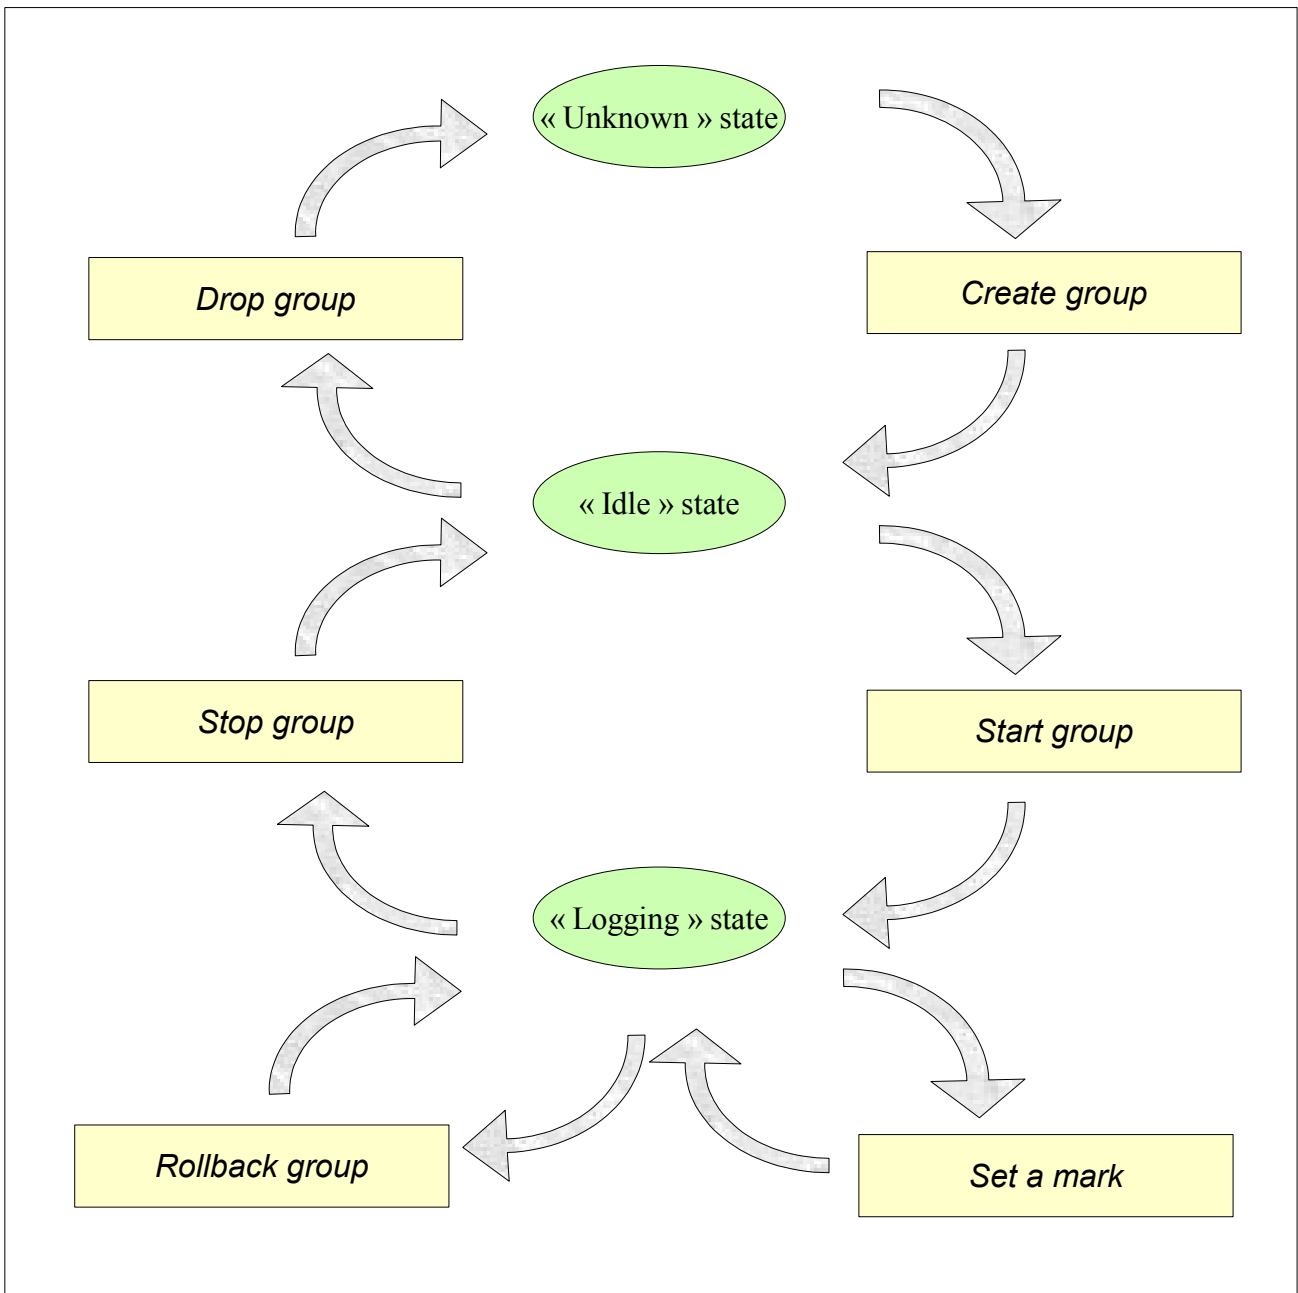 « Unknown » state
Drop group
Create group
« Idle » state
Stop group
Start group
« Logging » state
Rollback group
Set a mark